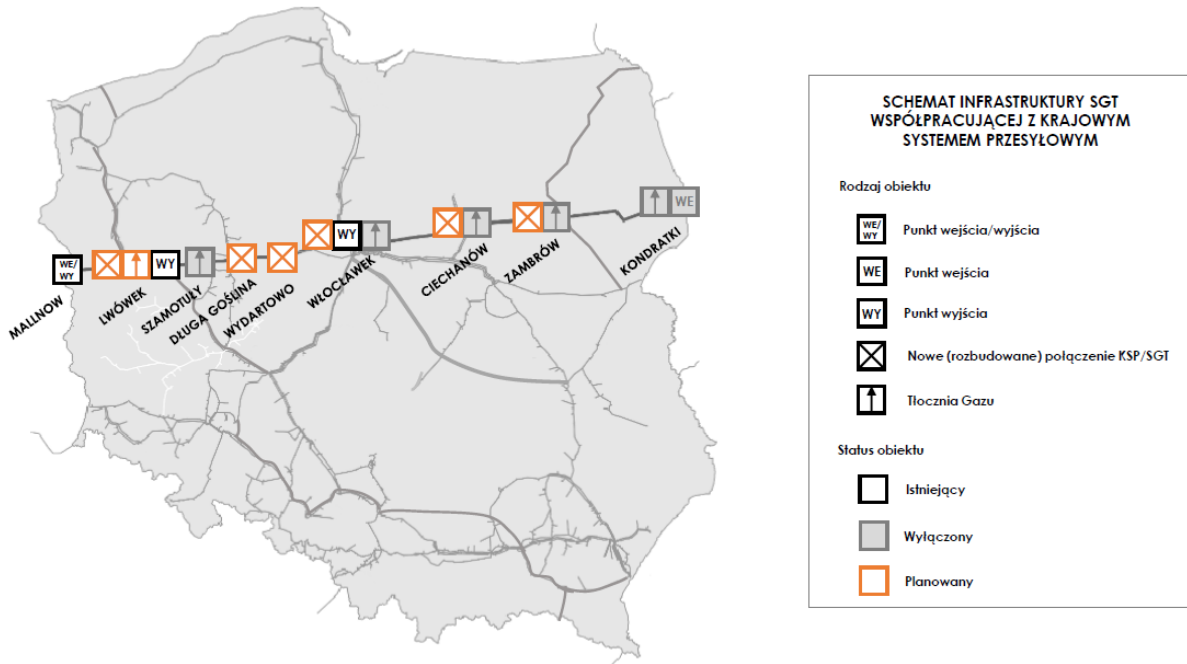 WE/
WY
MALLNOW
LWÓWEK
WY
SZAMOTUŁY
DŁUGA GOŚLINA
WYDARTOWO
WY
WŁOCŁAWEK
CIECHANÓW
ZAMBRÓW
WE
KONDRATKI
SCHEMAT INFRASTRUKTURY SGT
WSPÓŁPRACUJĄCEJ Z KRAJOWYM
SYSTEMEM PRZESYŁOWYM
Rodzaj obiektu
WE/
WY
Punkt wejścia/wyjścia
WE
Punkt wejścia
WY
Punkt wyjścia
Nowe (rozbudowane) połączenie KSP/SGT
Tłocznia Gazu
Status obiektu
Istniejący
Wyłączony
Planowany